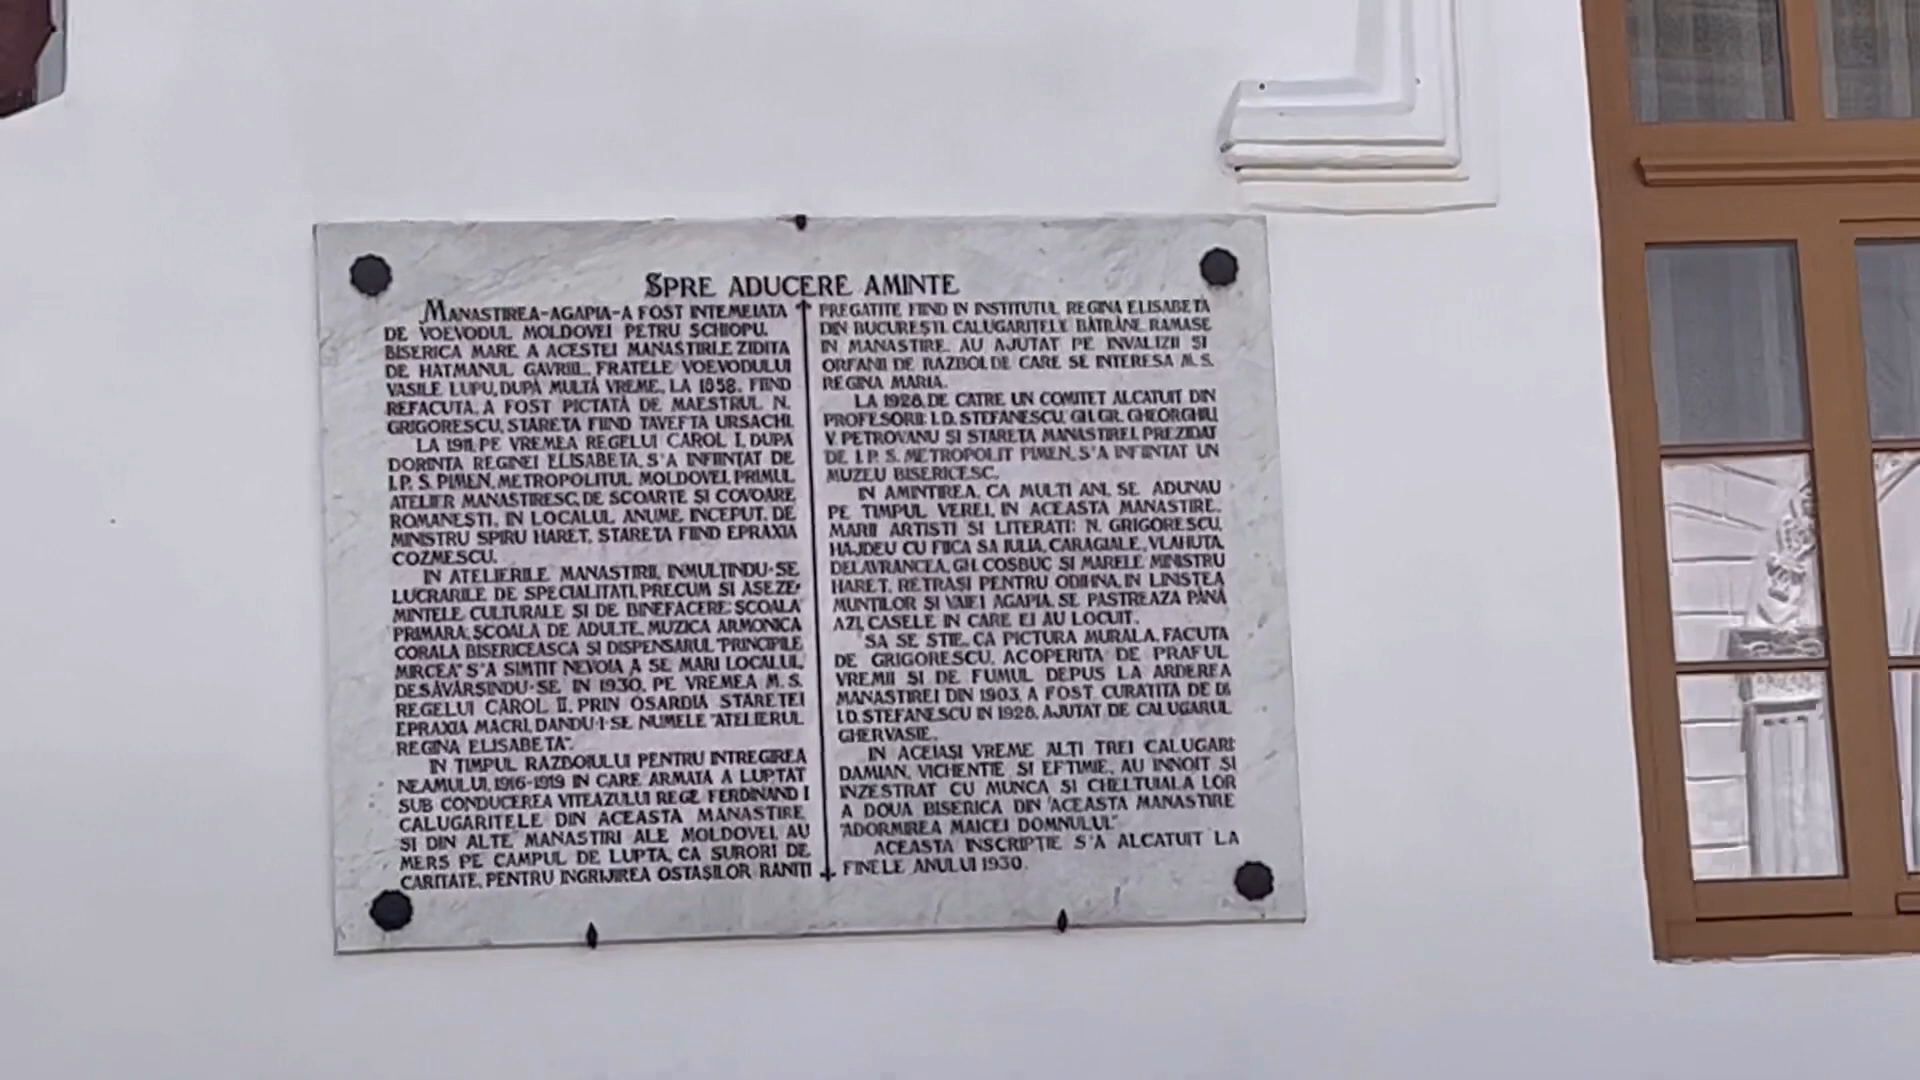 SPRE ADUCERE AMINTE
MANASTIREA-AGAPIA-A FOST INTEMEIATA
DE VOEVODUL MOLDOVEI PETRU SCHIOPU.
BISERICA MARE A ACESTEI MANASTIRI, E ZIDITA
DE HATMANUL GAVRIIL, FRATELE VOEVODULUI
VASILE LUPU, DUPĂ MULTĂ VREME, LA 1858, FIIND
REFACUTA, A FOST PICTATĂ DE MAESTRUL N.
GRIGORESCU, STARETA FIIND TAVEFTA URSACHI.
LA 1911, PE VREMEA REGELUI CAROL I, DUPA
DORINTA REGINEI ELISABETA, S'A INFIINTAT DE
I.P.S. PIMEN, METROPOLITUL MOLDOVEI, PRIMUL
ATELIER MANASTIRESC, DE SCOARTE SI COVOARE
ROMANESTI, IN LOCALUL ANUME INCEPUT, DE
MINISTRU SPIRU HARET, STARETA FIIND EPRAXIA
COZMESCU.
IN ATELIERILE MANASTIRII, INMULTINDU-SE
LUCRARILE DE SPECIALITATI, PRECUM SI ASEZE-
MINTELE CULTURALE SI DE BINEFACERE: SCOALA
PRIMARA, SCOALA DE ADULTE, MUZICA ARMONICA
CORALA BISERICEASCA SI DISPENSARUL "PRINCIPILE
MIRCEA" S'A SIMTIT NEVOIA A SE MARI LOCALUL,
DESĂVÂRSINDU-SE, IN 1930, PE VREMEA M.S.
REGELUI CAROL II, PRIN OSARDIA STARETEI
EPRAXIA MACRI, DANDU-I-SE NUMELE "ATELIERUL
REGINA ELISABETA".
IN TIMPUL RAZBOIULUI PENTRU INTREGIREA
NEAMULUI, 1916-1919 IN CARE ARMATA A LUPTAT
SUB CONDUCEREA VITEAZULUI REGE FERDINAND I
CALUGARITELE DIN ACEASTA MANASTIRE
SI DIN ALTE MANASTIRI ALE MOLDOVEI, AU
MERS PE CAMPUL DE LUPTA, CA SURORI DE
CARITATE, PENTRU INGRIJIREA OSTASILOR RANITI
PREGATITE FIIND IN INSTITUTUL REGINA ELISABETA
DIN BUCURESTI. CALUGARITELE BĂTRÂNE RAMASE
IN MANASTIRE, AU AJUTAT PE INVALIZII SI
ORFANII DE RAZBOI, DE CARE SE INTERESA M.S.
REGINA MARIA.
LA 1928, DE CATRE UN COMITET ALCATUIT DIN
PROFESORII: I.D. STEFANESCU, GH. GR. GHEORGHIU,
V. PETROVANU SI STARETA MANASTIREI, PREZIDAT
DE I.P.S. METROPOLIT PIMEN, S'A INFIINTAT UN
MUZEU BISERICESC.
IN AMINTIREA, CA MULTI ANI, SE ADUNAU
PE TIMPUL VEREI, IN ACEASTA MANASTIRE,
MARII ARTISTI SI LITERATI: N. GRIGORESCU,
HAJDEU CU FIICA SA IULIA, CARAGIALE, VLAHUTA,
DELAVRANCEA, GH. COSBUC SI MARELE MINISTRU
HARET, RETRASI PENTRU ODIHNA, IN LINISTEA
MUNTILOR SI VAIEI AGAPIA, SE PASTREAZA PÂNĂ
AZI, CASELE IN CARE EI AU LOCUIT.
SA SE STIE, CA PICTURA MURALA, FACUTA
DE GRIGORESCU, ACOPERITA DE PRAFUL
VREMII SI DE FUMUL DEPUS LA ARDEREA
MANASTIREI DIN 1903, A FOST CURATITA DE DL
I.D. STEFANESCU IN 1928, AJUTAT DE CALUGARUL
GHERVASIE.
IN ACEIASI VREME ALTI TREI CALUGARI:
DAMIAN, VICHENTIE SI EFTIMIE, AU INNOIT SI
INZESTRAT CU MUNCA SI CHELTUIALA LOR
A DOUA BISERICA DIN ACEASTA MANASTIRE
"ADORMIREA MAICEI DOMNULUI."
ACEASTA INSCRIPTIE S'A ALCATUIT LA
FINELE ANULUI 1930.